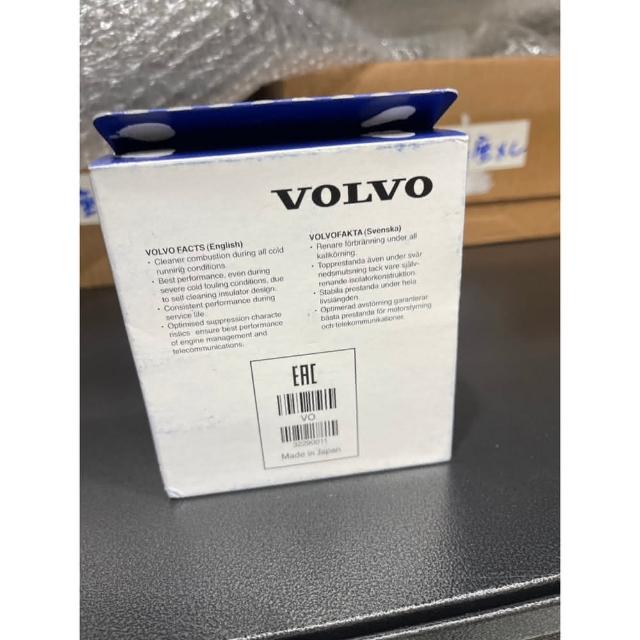 VOLVO
VOLVO FACTS (English)
· Cleaner combustion during all cold
running conditions.
· Best performance, even during
severe cold fouling conditions, due
to self cleaning insulator design.
· Consistent performance during
service life.
· Optimised suppression characte
ristics ensure best performance
of engine management and
telecommunications.
VOLVOFAKTA (Svenska)
· Renare förbränning under all
kallkörning.
· Topprestanda även under svår
nedsmutsning tack vare själv-
renande isolatorkonstruktion.
· Stabila prestande under hela
livslängden.
· Optimerad avstörning garanterar
bästa prestanda för motorstyrning
och telekommunikationer.
EAC
VO
32290011
Made in Japan